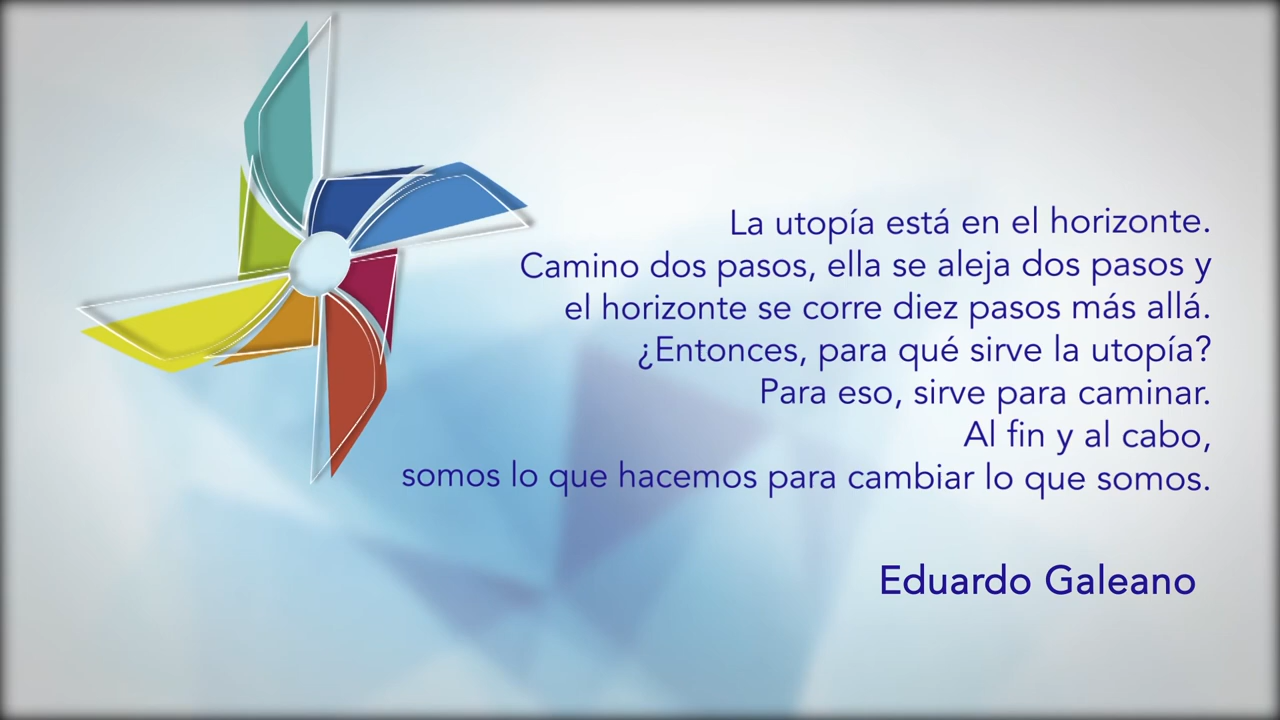 La utopía está en el horizonte.
Camino dos pasos, ella se aleja dos pasos y
el horizonte se corre diez pasos más allá.
¿Entonces, para qué sirve la utopía?
Para eso, sirve para caminar.
Al fin y al cabo,
somos lo que hacemos para cambiar lo que somos.
Eduardo Galeano